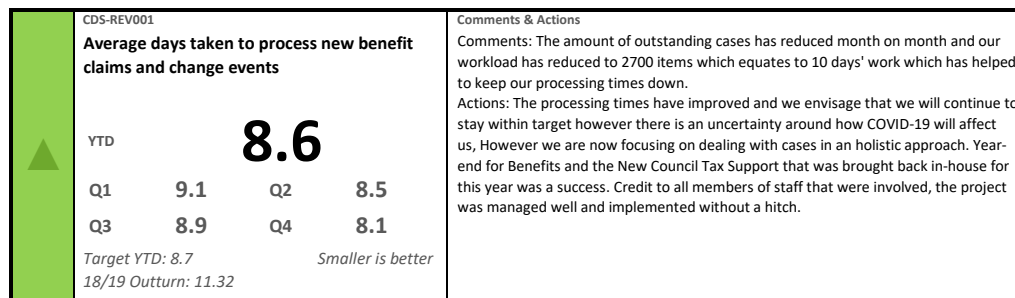 CDS-REV001
Average days taken to process new benefit
claims and change events
YTD 8.6
Q1 9.1 Q2 8.5
Q3 8.9 Q4 8.1
Target YTD: 8.7 Smaller is better
18/19 Outturn: 11.32
Comments & Actions
Comments: The amount of outstanding cases has reduced month on month and our
workload has reduced to 2700 items which equates to 10 days' work which has helped
to keep our processing times down.
Actions: The processing times have improved and we envisage that we will continue to
stay within target however there is an uncertainty around how COVID-19 will affect
us, However we are now focusing on dealing with cases in an holistic approach. Year-
end for Benefits and the New Council Tax Support that was brought back in-house for
this year was a success. Credit to all members of staff that were involved, the project
was managed well and implemented without a hitch.